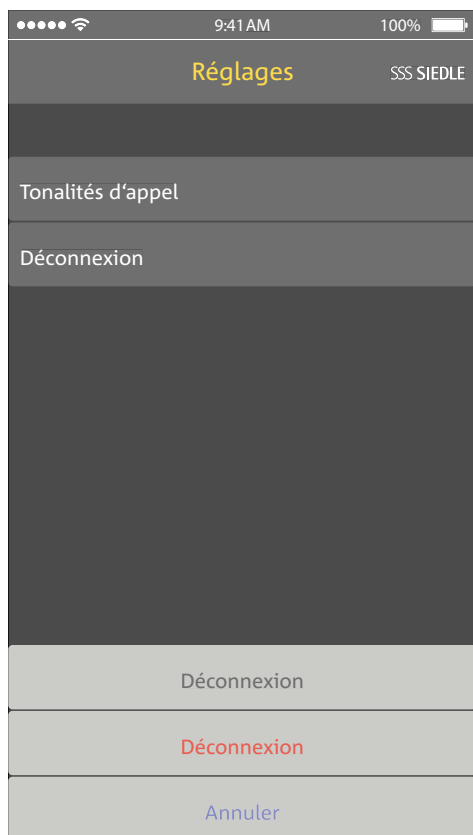 9:41 AM 100%
Réglages SSS SIEDLE
Tonalités d‘appel
Déconnexion
Déconnexion
Déconnexion
Annuler